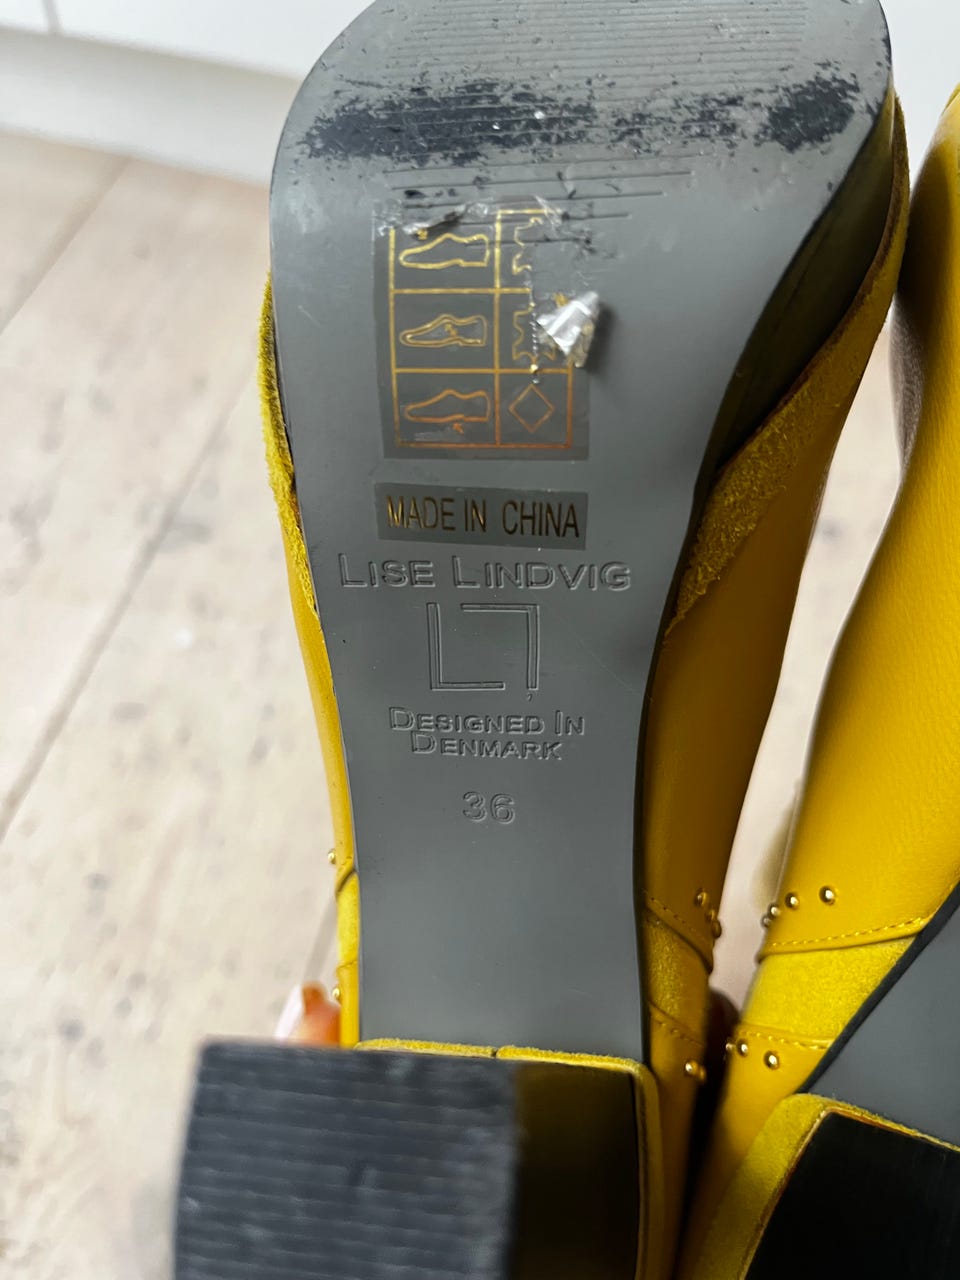 MADE IN CHINA
LISE LINDVIG
DESIGNED IN
DENMARK
36